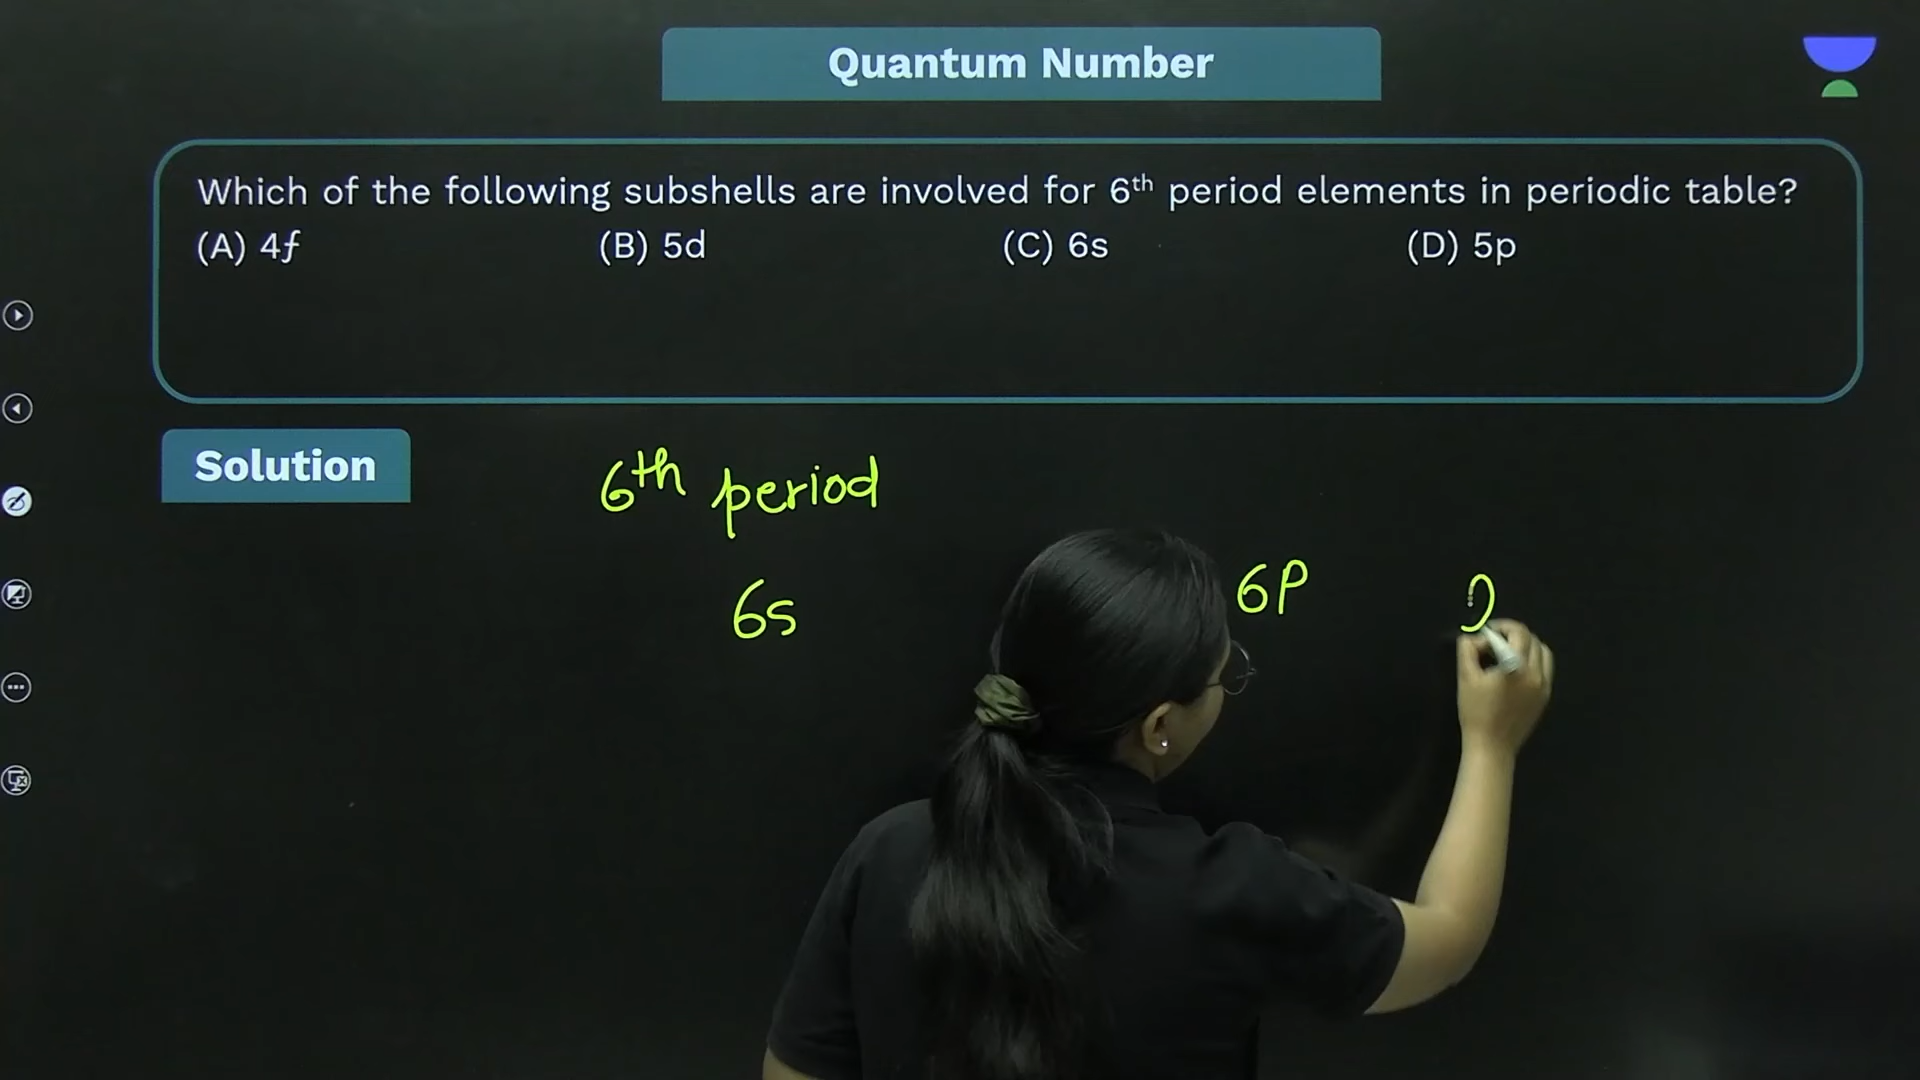 Quantum Number
Which of the following subshells are involved for 6th period elements in periodic table?
(A) 4f (B) 5d (C) 6s (D) 5p
Solution
6th period
6s 6p